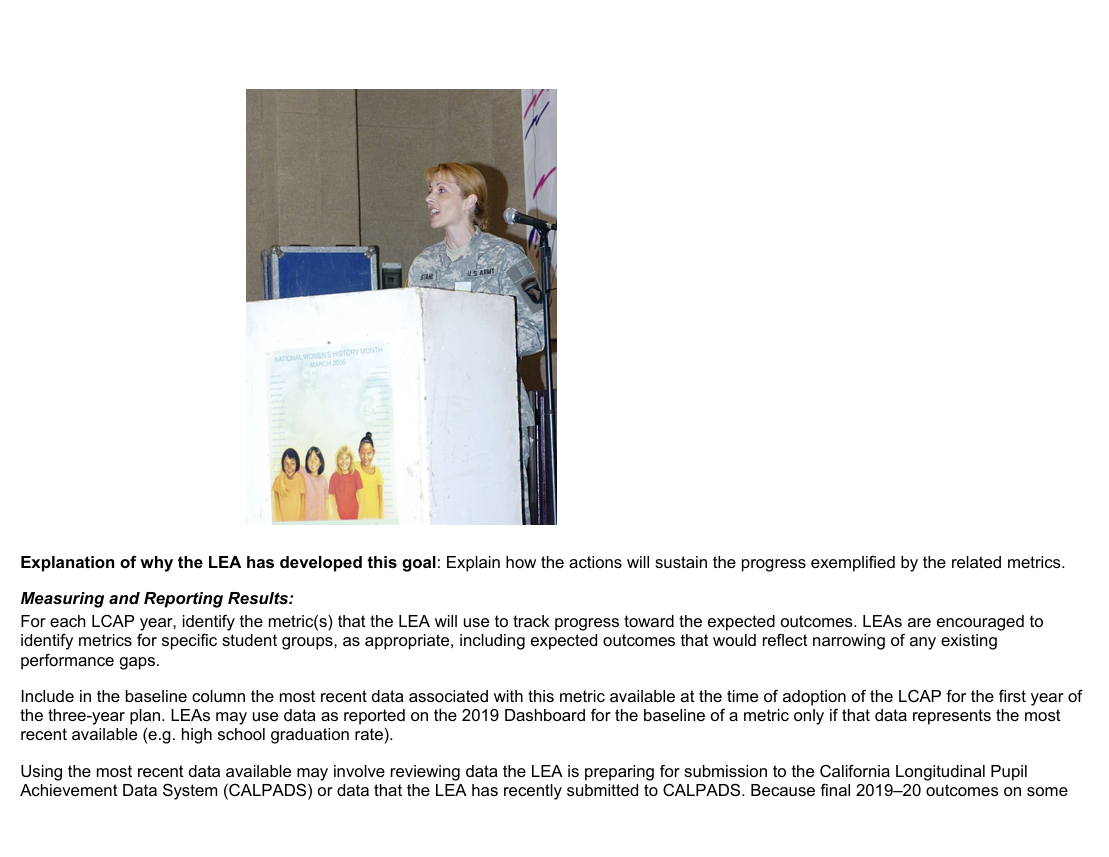 STAHL
U.S. ARMY
NATIONAL WOMEN'S HISTORY MONTH
MARCH 2006
Explanation of why the LEA has developed this goal: Explain how the actions will sustain the progress exemplified by the related metrics.
Measuring and Reporting Results:
For each LCAP year, identify the metric(s) that the LEA will use to track progress toward the expected outcomes. LEAs are encouraged to
identify metrics for specific student groups, as appropriate, including expected outcomes that would reflect narrowing of any existing
performance gaps.
Include in the baseline column the most recent data associated with this metric available at the time of adoption of the LCAP for the first year of
the three-year plan. LEAs may use data as reported on the 2019 Dashboard for the baseline of a metric only if that data represents the most
recent available (e.g. high school graduation rate).
Using the most recent data available may involve reviewing data the LEA is preparing for submission to the California Longitudinal Pupil
Achievement Data System (CALPADS) or data that the LEA has recently submitted to CALPADS. Because final 2019–20 outcomes on some